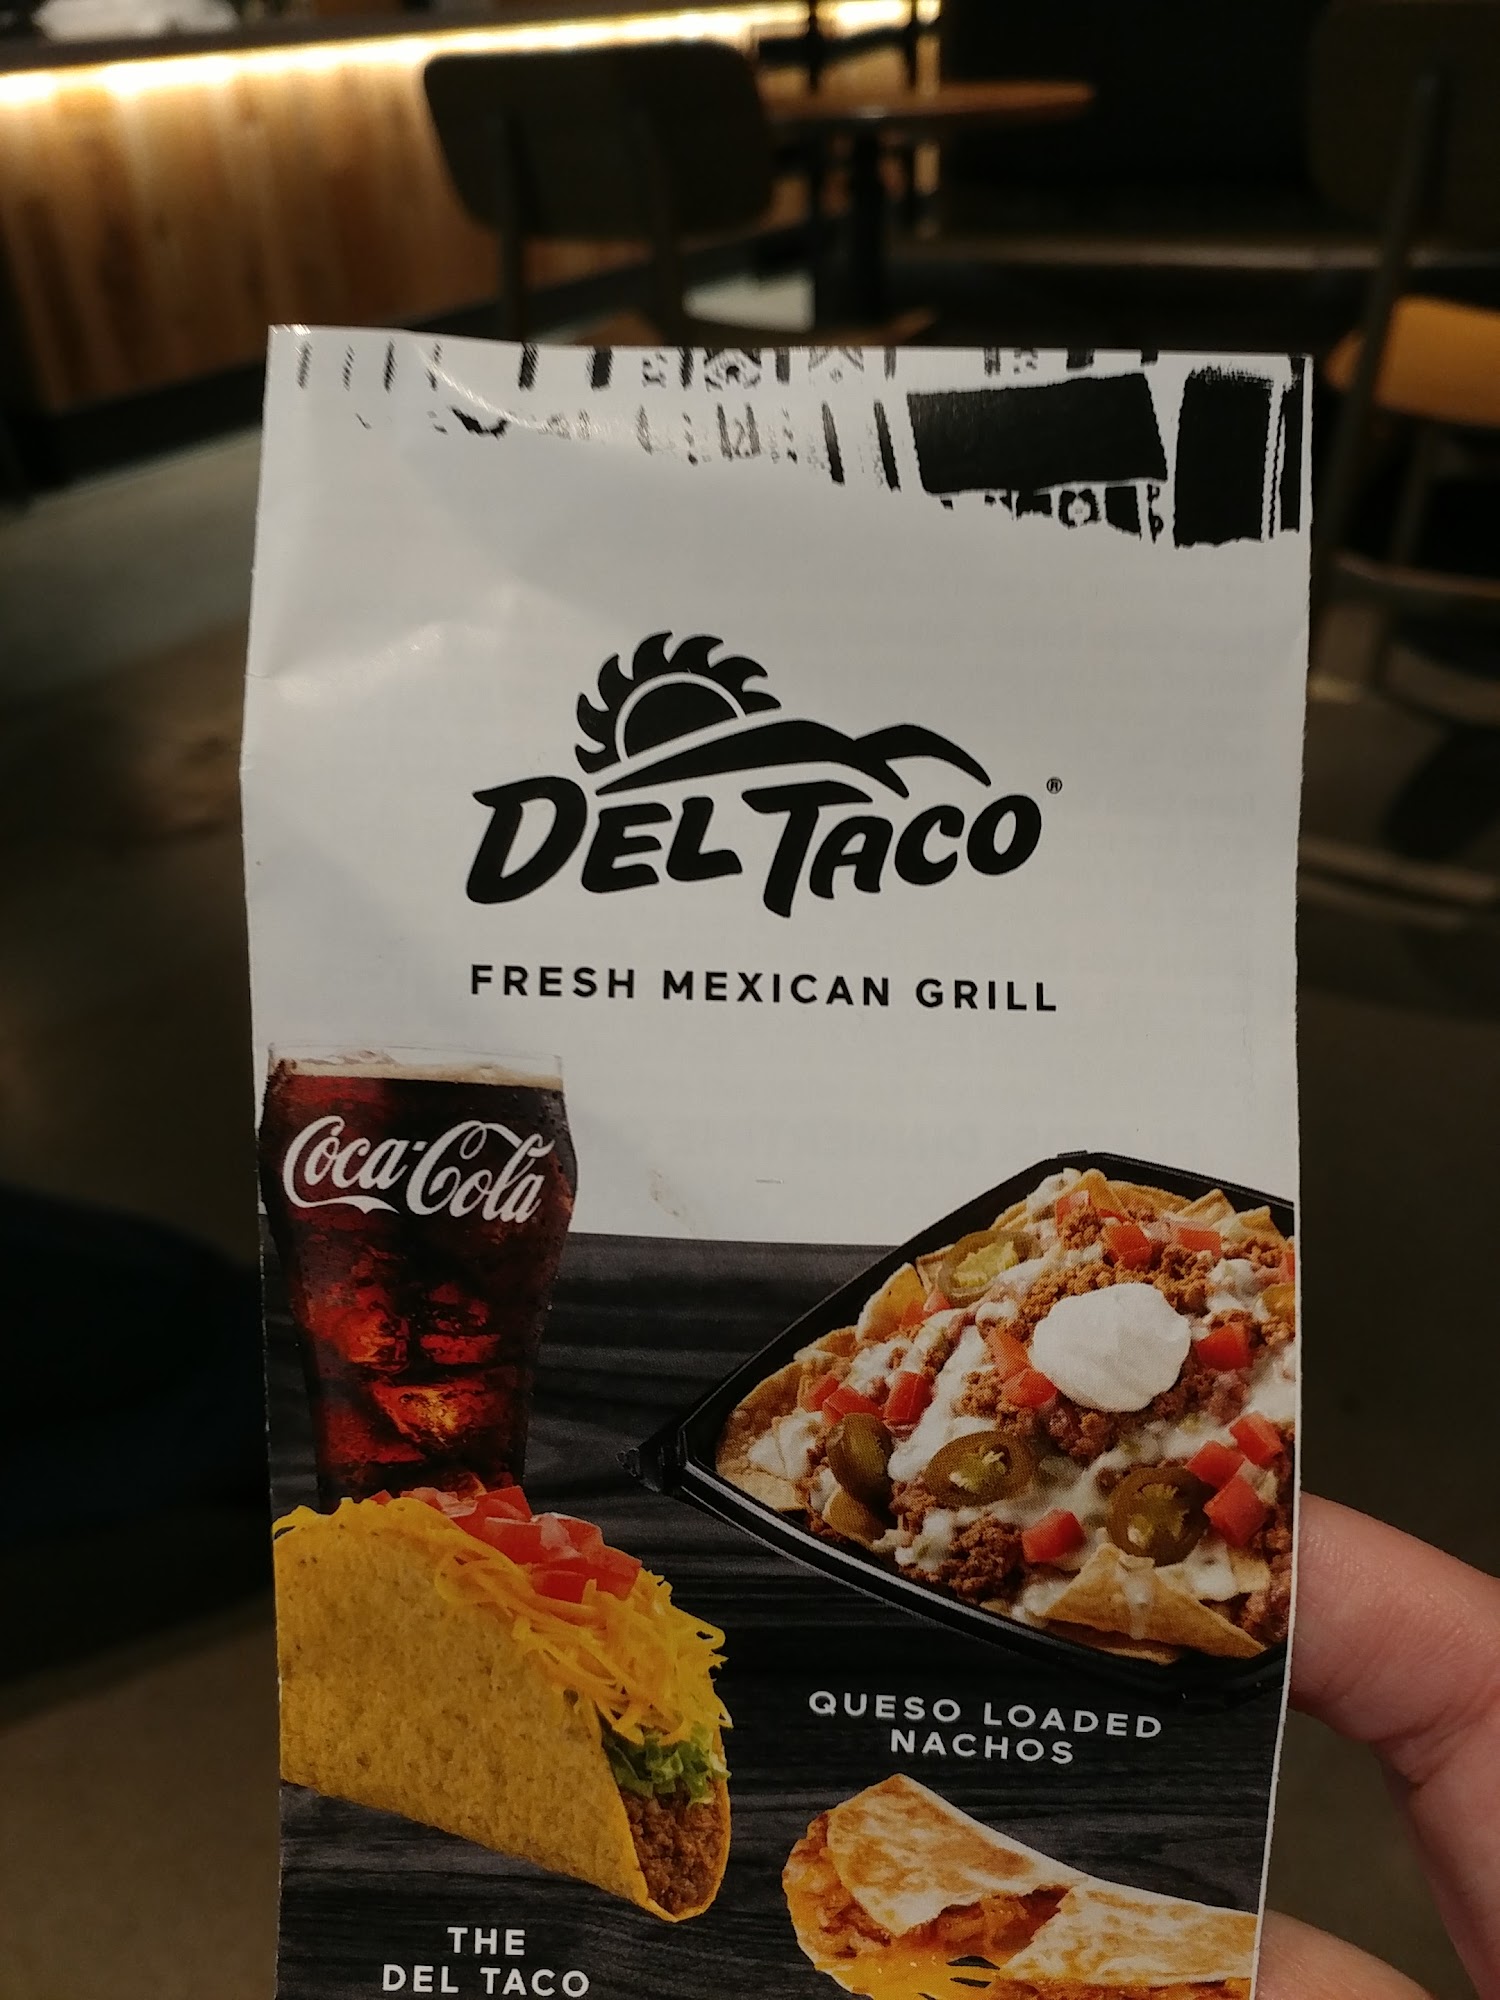 DEL TACO®
FRESH MEXICAN GRILL
Coca-Cola
QUESO LOADED
NACHOS
THE
DEL TACO